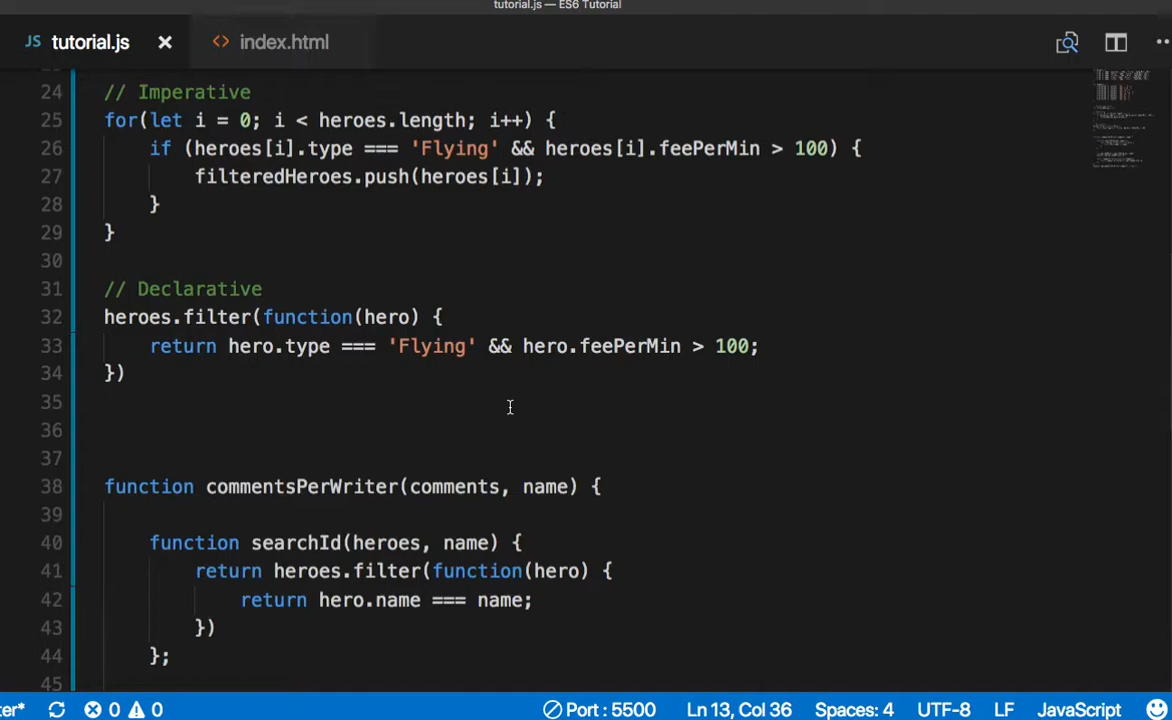 tutorial.js — ES6 Tutorial
JS tutorial.js × <> index.html
24 // Imperative
25 for(let i = 0; i < heroes.length; i++) {
26 if (heroes[i].type === 'Flying' && heroes[i].feePerMin > 100) {
27 filteredHeroes.push(heroes[i]);
28 }
29 }
30
31 // Declarative
32 heroes.filter(function(hero) {
33 return hero.type === 'Flying' && hero.feePerMin > 100;
34 })
35
36
37
38 function commentsPerWriter(comments, name) {
39
40 function searchId(heroes, name) {
41 return heroes.filter(function(hero) {
42 return hero.name === name;
43 })
44 };
45
ter* 0 0 Port : 5500 Ln 13, Col 36 Spaces: 4 UTF-8 LF JavaScript